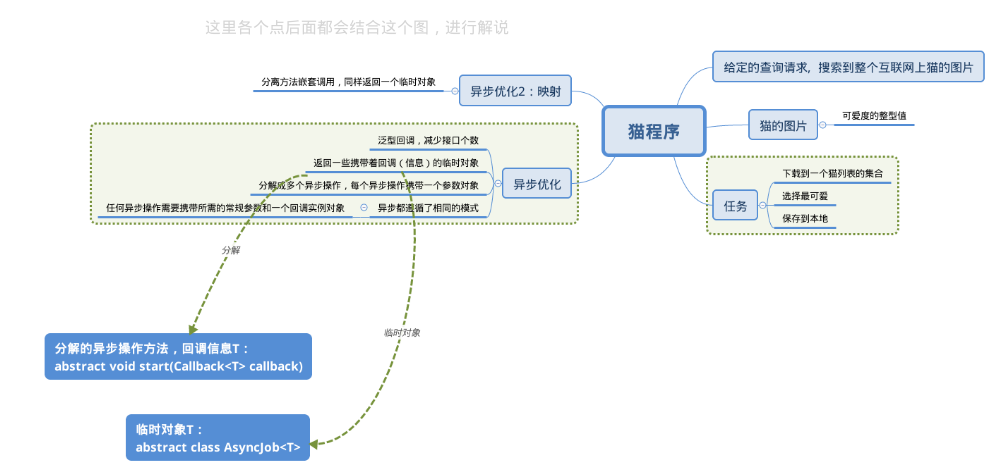 这里各个点后面都会结合这个图，进行解说
分离方法嵌套调用，同样返回一个临时对象
异步优化2：映射
泛型回调，减少接口个数
返回一些携带着回调（信息）的临时对象
分解成多个异步操作，每个异步操作携带一个参数对象
任何异步操作需要携带所需的常规参数和一个回调实例对象
异步都遵循了相同的模式
异步优化
猫程序
给定的查询请求，搜索到整个互联网上猫的图片
猫的图片
可爱度的整型值
任务
下载到一个猫列表的集合
选择最可爱
保存到本地
分解
临时对象
分解的异步操作方法，回调信息T：
abstract void start(Callback<T> callback)
临时对象T：
abstract class AsyncJob<T>